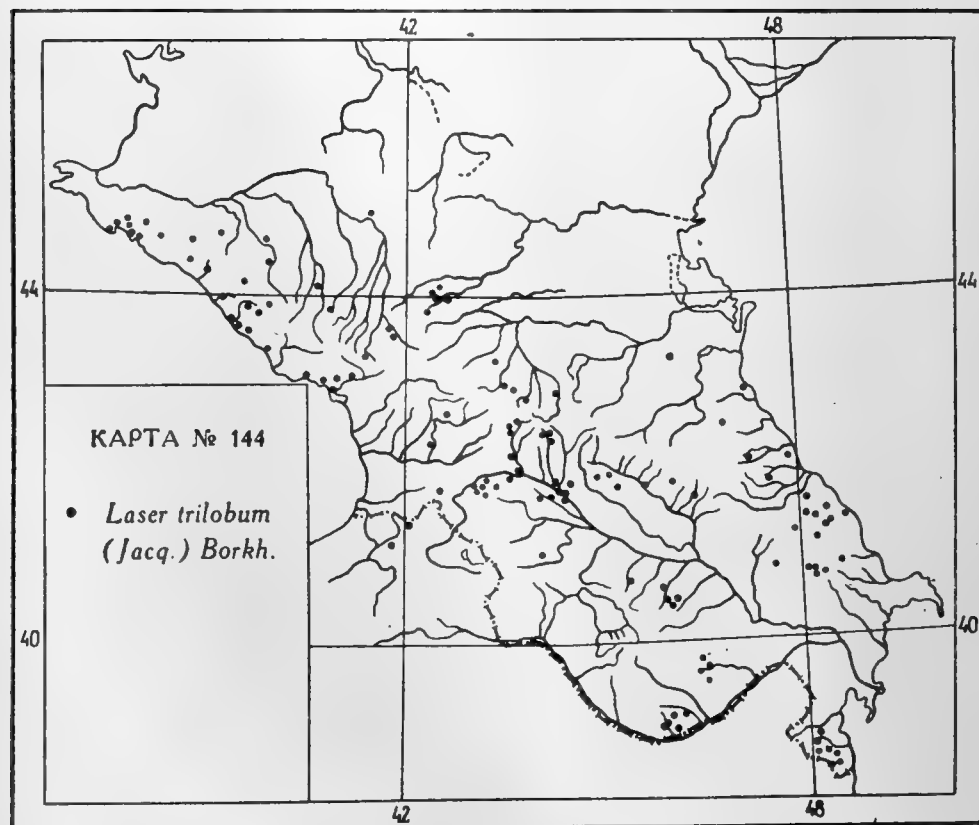 42 48
44 44
КАРТА № 144
Laser trilobum
(Jacq.) Borkh.
40 40
42 48